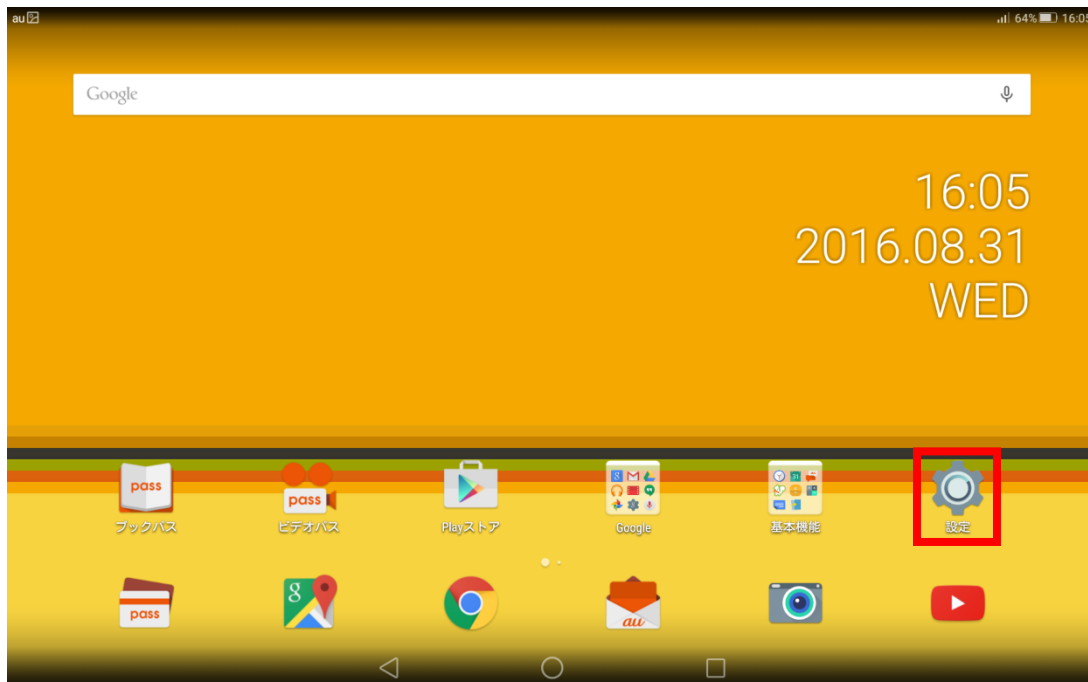 au
64%
16:05
Google
16:05
2016.08.31
WED
pass
ブックパス
pass
ビデオパス
Playストア
Google
基本機能
設定
pass
g
au